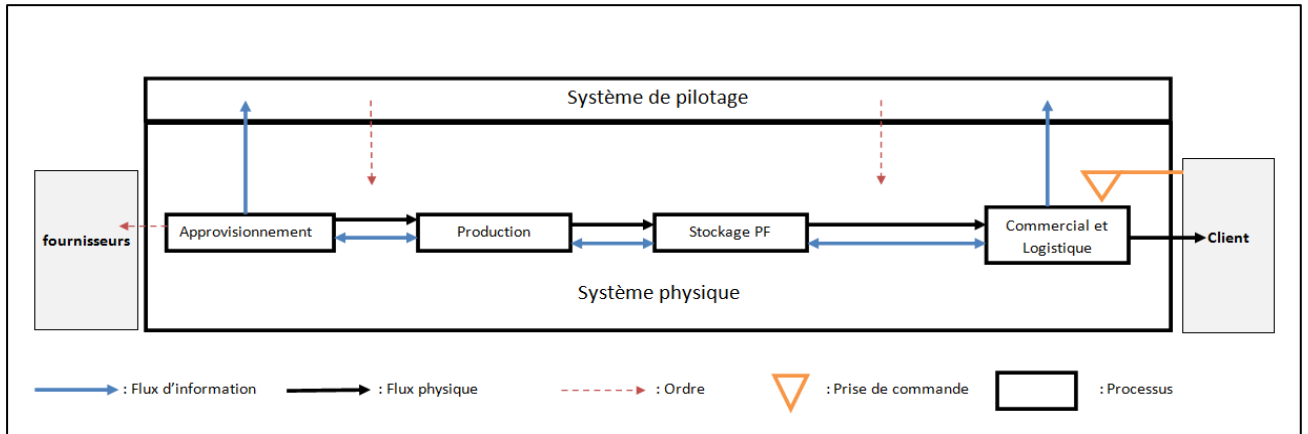 Système de pilotage
fournisseurs
Approvisionnement
Production
Stockage PF
Commercial et
Logistique
Client
Système physique
: Flux d'information
: Flux physique
: Ordre
: Prise de commande
: Processus